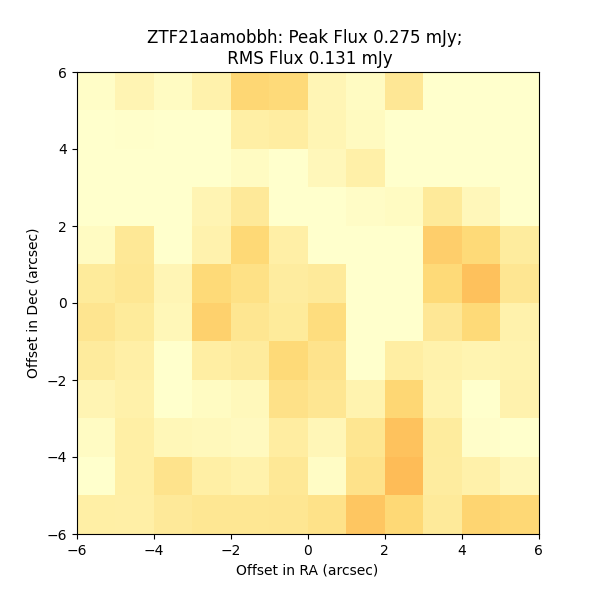 ZTF21aamobbh: Peak Flux 0.275 mJy;
RMS Flux 0.131 mJy
6
4
2
0
−2
−4
−6
Offset in Dec (arcsec)
−6 −4 −2 0 2 4 6
Offset in RA (arcsec)